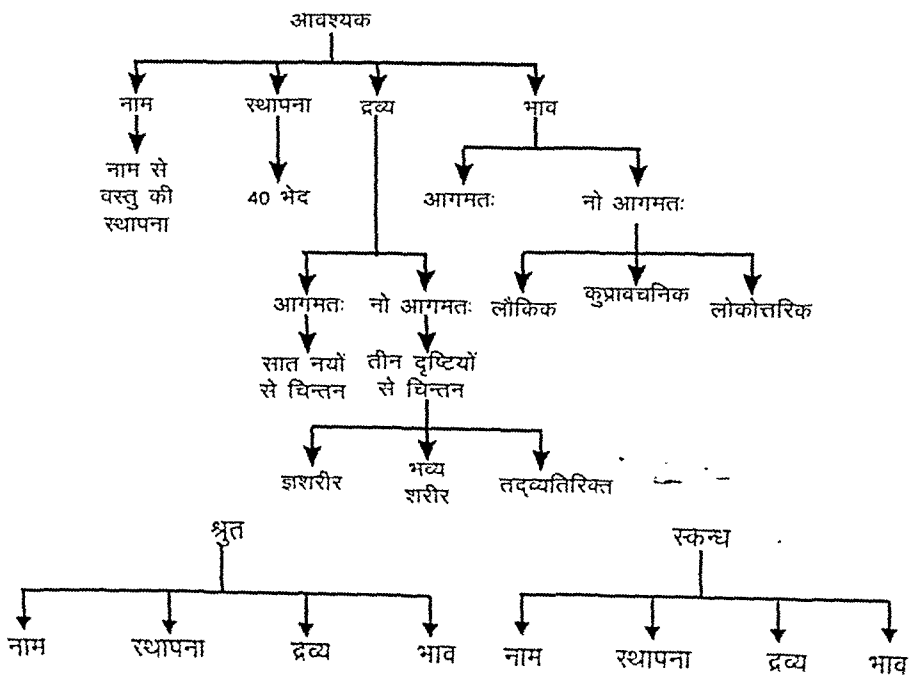 आवश्यक
नाम स्थापना द्रव्य भाव
नाम से
वस्तु की
स्थापना
40 भेद
आगमतः नो आगमतः
आगमतः नो आगमतः लौकिक कुप्रावचनिक लोकोत्तरिक
सात नयों
से चिन्तन
तीन दृष्टियों
से चिन्तन
ज्ञशरीर
भव्य
शरीर
तद्व्यतिरिक्त
श्रुत
नाम स्थापना द्रव्य भाव
स्कन्ध
नाम स्थापना द्रव्य भाव